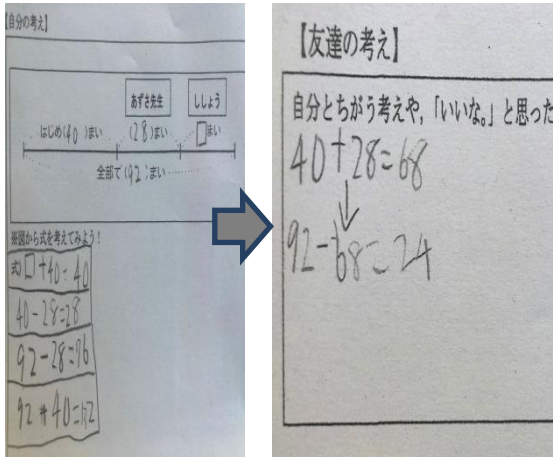 【自分の考え】
あずさ先生 ししょう
はじめ(40)まい (28)まい □まい
全部で(92)まい
※図から式を考えてみよう!
式)□+40=40
40-28=28
92-28=76
92+40=132
【友達の考え】
自分とちがう考えや,「いいな。」と思った
40+28=68
↓
92-68=24